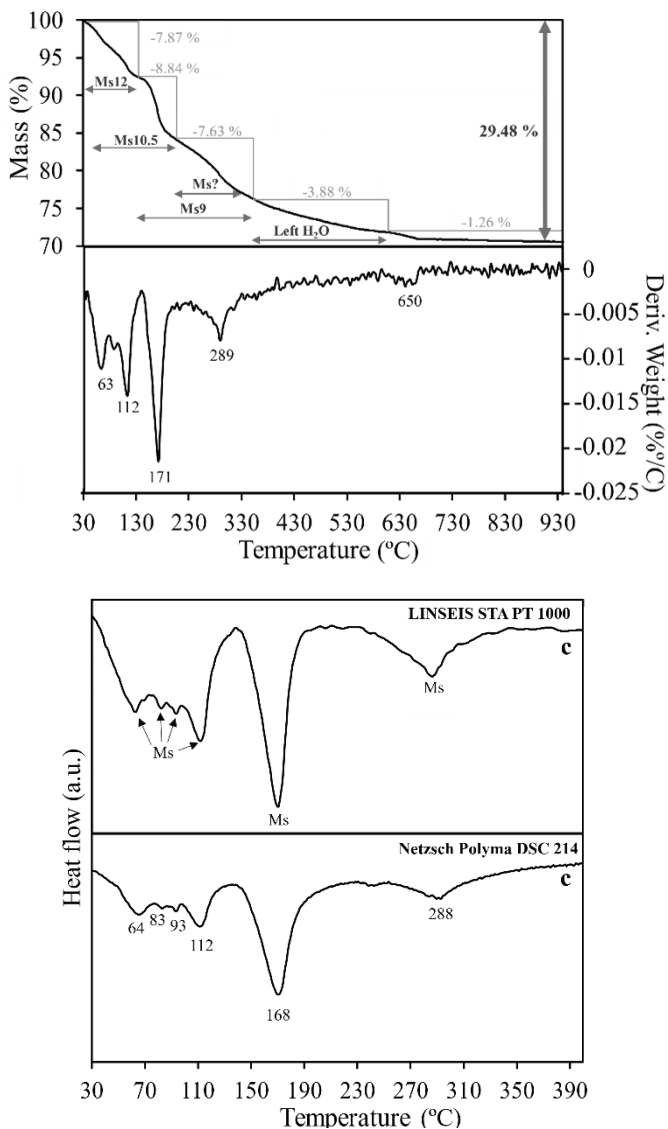 100
95
90
85
80
75
70
Mass (%)
-7.87 %
-8.84 %
Ms12
-7.63 %
29.48 %
Ms10.5
Ms?
-3.88 %
Ms9
-1.26 %
Left H₂O
0
-0.005
-0.01
-0.015
-0.02
-0.025
Deriv. Weight (%º/C)
63
112
171
289
650
30 130 230 330 430 530 630 730 830 930
Temperature (ºC)
LINSEIS STA PT 1000
c
Ms
Ms
Ms
Heat flow (a.u.)
Netzsch Polyma DSC 214
c
64
83
93
112
168
288
30 70 110 150 190 230 270 310 350 390
Temperature (ºC)